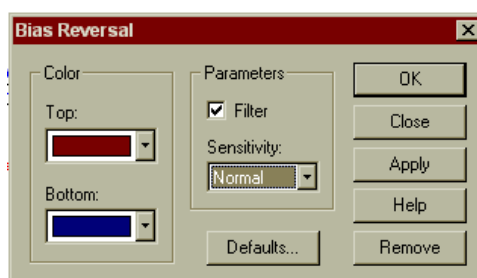 Bias Reversal
Color
Top:
Bottom:
Parameters
Filter
Sensitivity:
Normal
Defaults...
OK
Close
Apply
Help
Remove